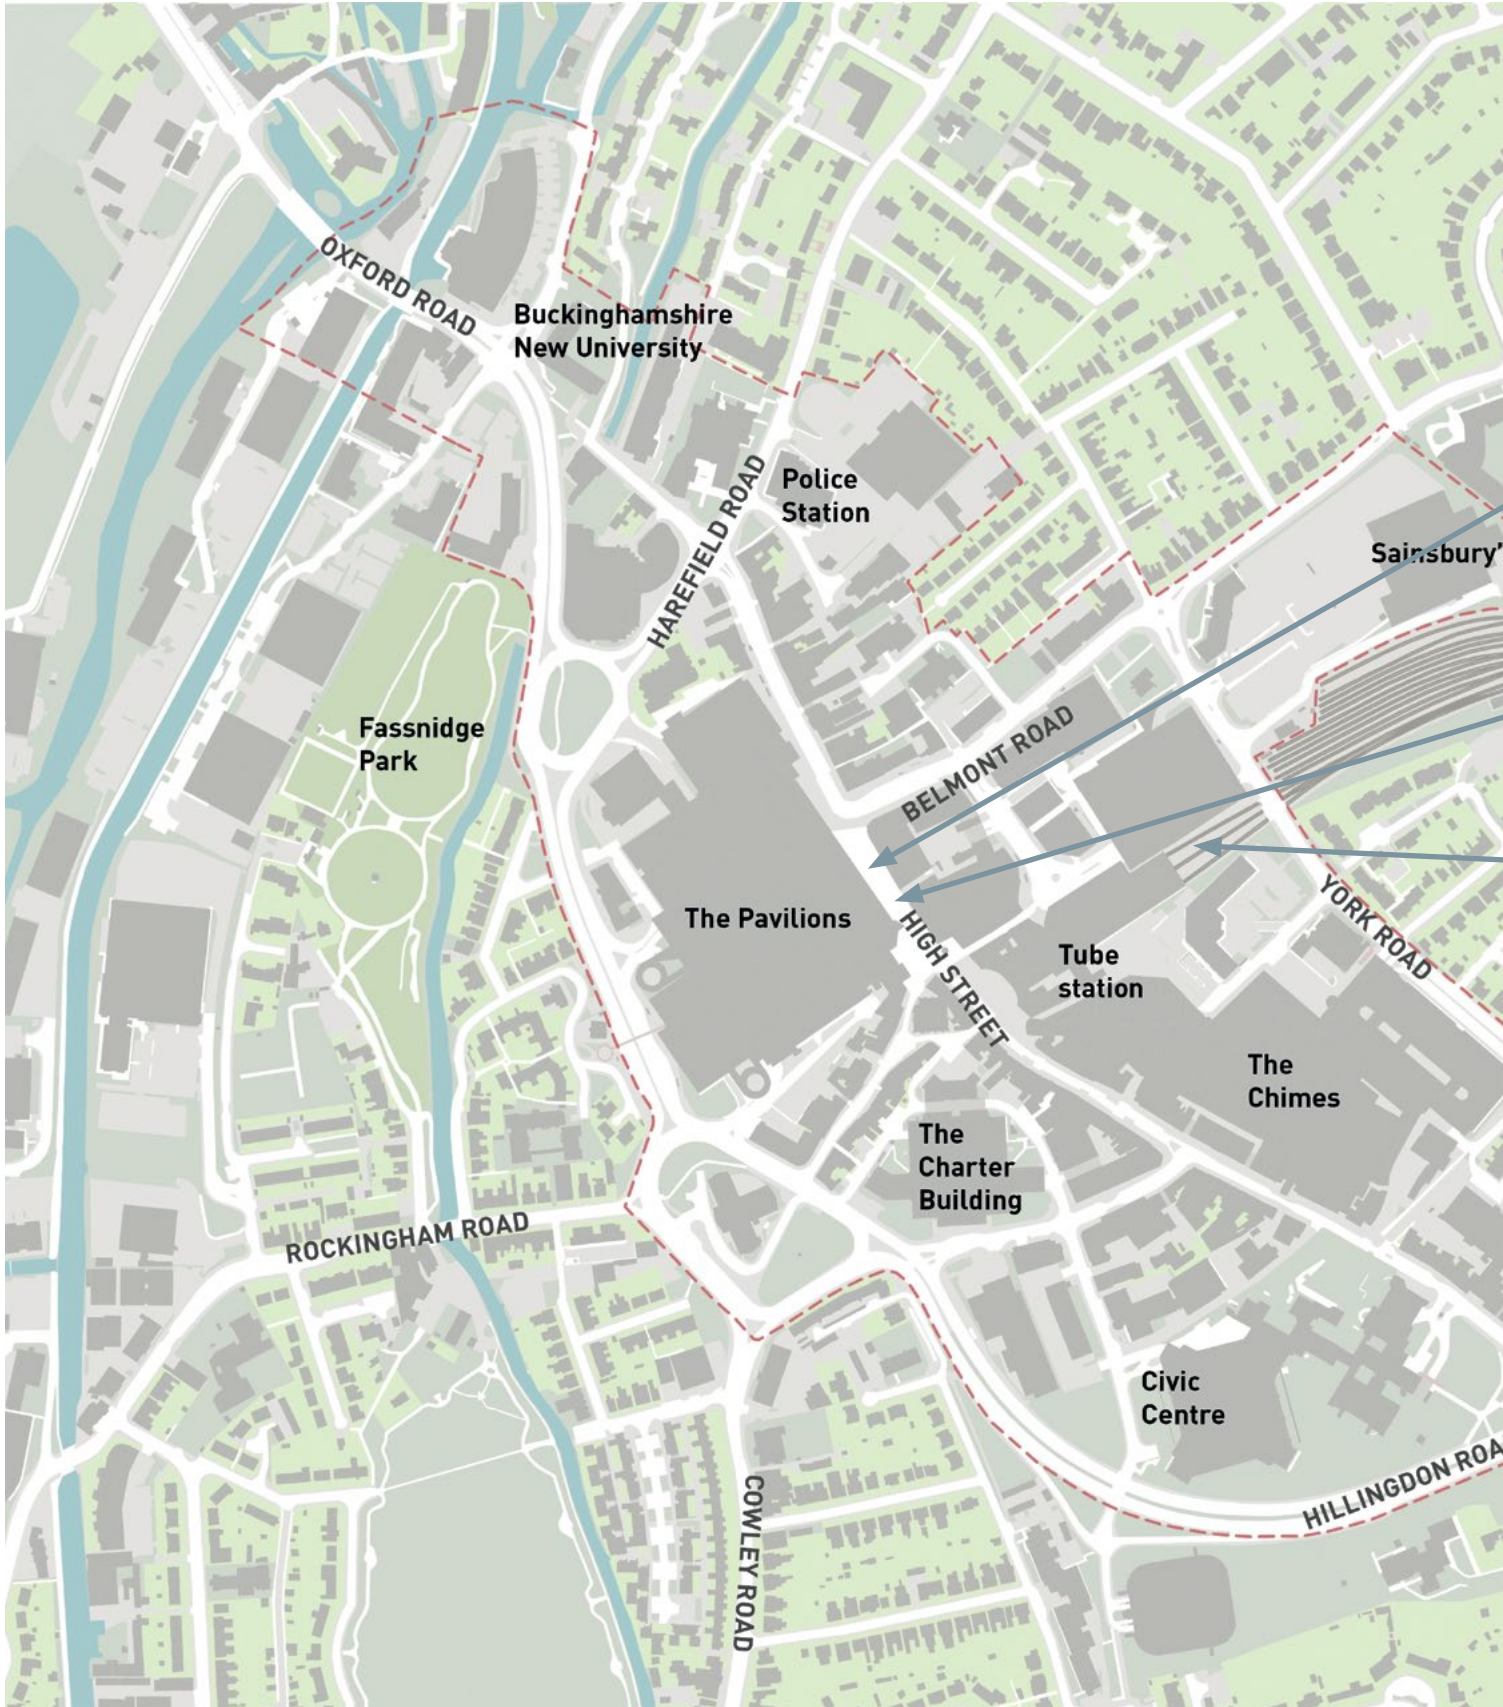 OXFORD ROAD
Buckinghamshire
New University
HAREFIELD ROAD
Police
Station
Sainsbury'
Fassnidge
Park
BELMONT ROAD
The Pavilions
HIGH STREET
YORK ROAD
Tube
station
The
Chimes
The
Charter
Building
ROCKINGHAM ROAD
Civic
Centre
HILLINGDON ROA
COWLEY ROAD